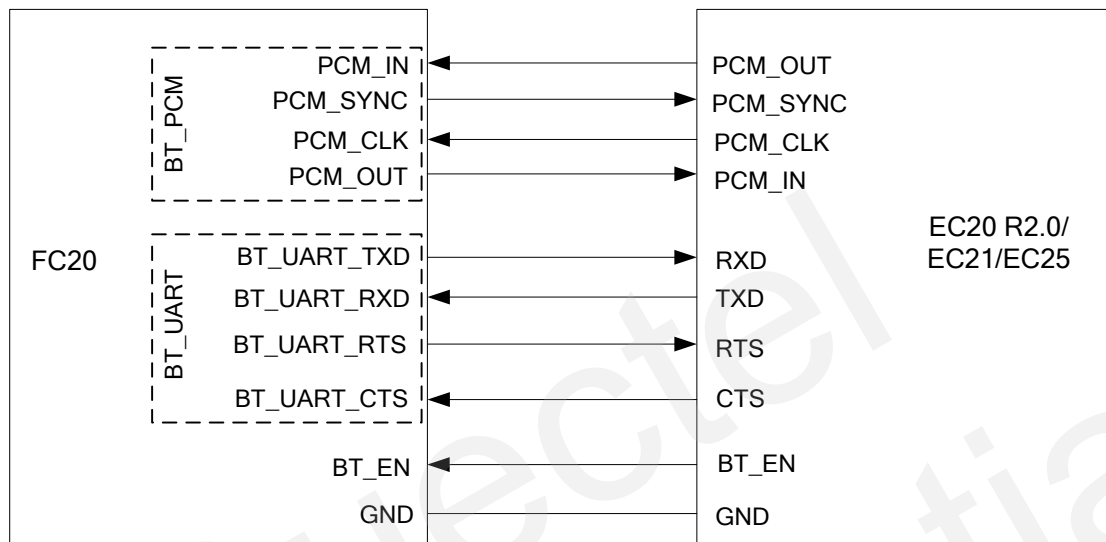 PCM_IN PCM_OUT
PCM_SYNC PCM_SYNC
BT_PCM
PCM_CLK PCM_CLK
PCM_OUT PCM_IN
EC20 R2.0/
FC20 BT_UART_TXD RXD EC21/EC25
BT_UART
BT_UART_RXD TXD
BT_UART_RTS RTS
BT_UART_CTS CTS
BT_EN BT_EN
GND GND